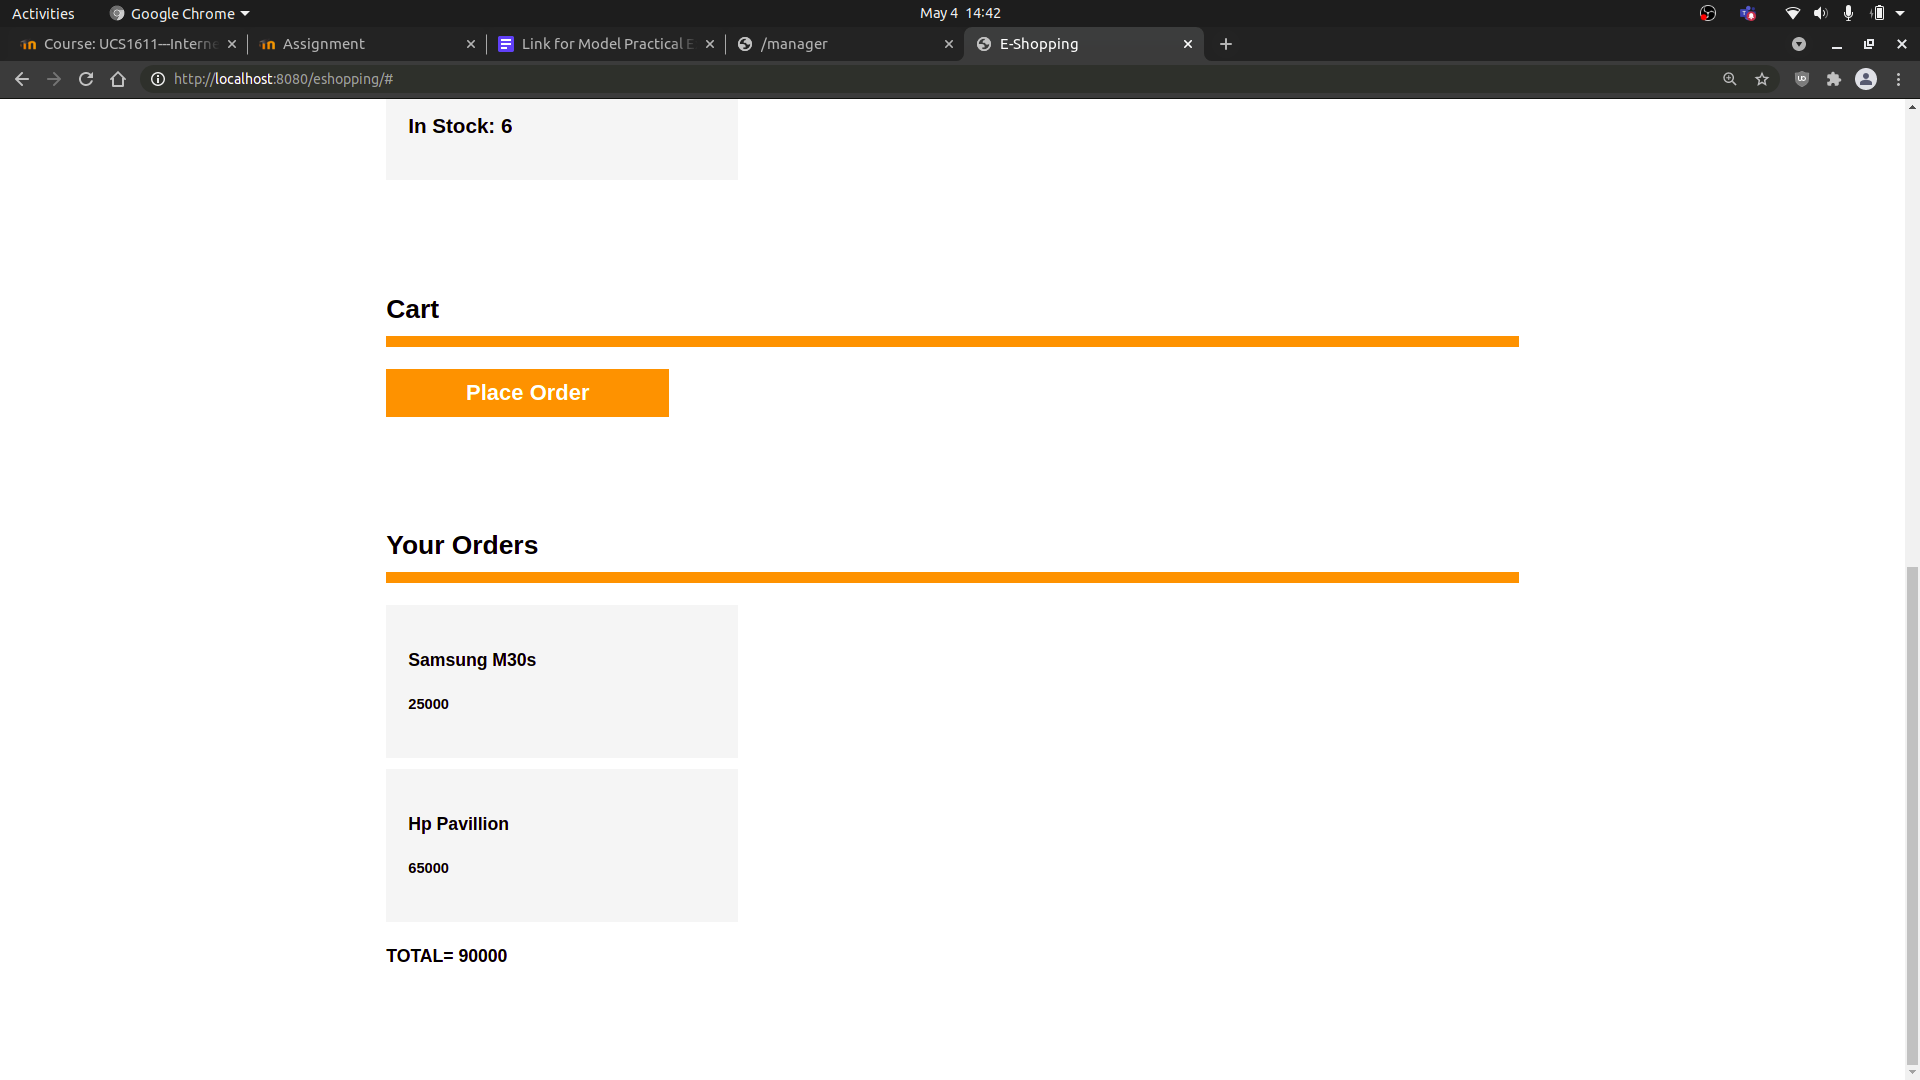 Activities
Google Chrome
May 4 14:42
Course: UCS1611—Interne
Assignment
Link for Model Practical E
/manager
E-Shopping
http://localhost:8080/eshopping/#
In Stock: 6
Cart
Place Order
Your Orders
Samsung M30s
25000
Hp Pavillion
65000
TOTAL= 90000